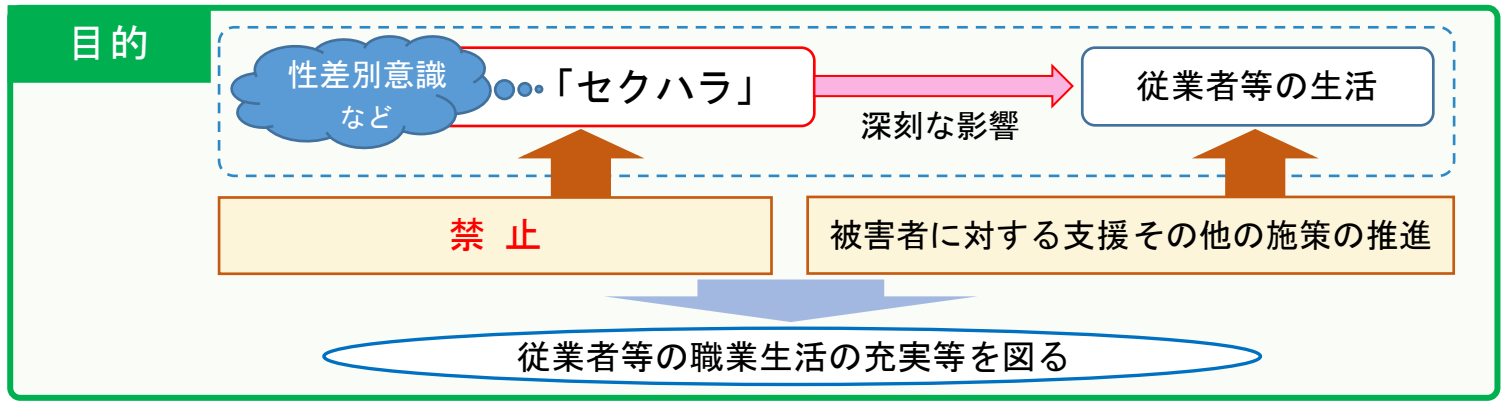 目的
性差別意識
など
「セクハラ」
深刻な影響
従業者等の生活
禁止
被害者に対する支援その他の施策の推進
従業者等の職業生活の充実等を図る